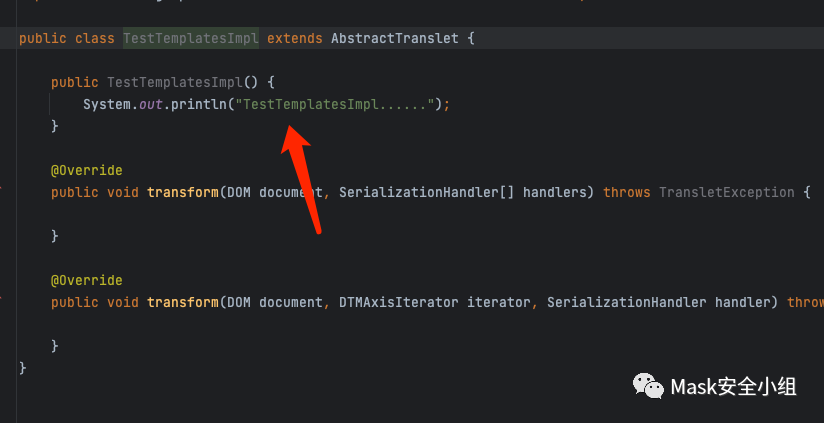 public class TestTemplatesImpl extends AbstractTranslet {
public TestTemplatesImpl() {
System.out.println("TestTemplatesImpl......");
}
@Override
public void transform(DOM document, SerializationHandler[] handlers) throws TransletException {
}
@Override
public void transform(DOM document, DTMAxisIterator iterator, SerializationHandler handler) throw
}
}
Mask安全小组